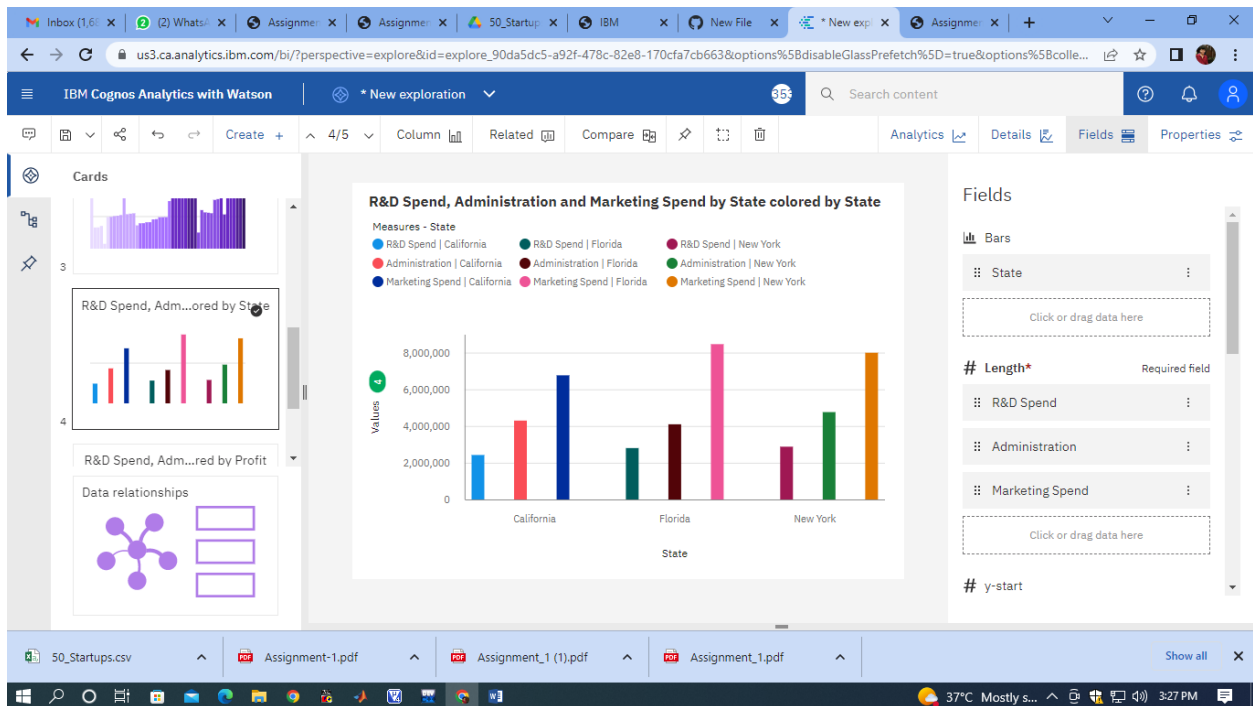 Inbox (1,68
(2) WhatsA
Assignmen
Assignmen
50_Startup
IBM
New File
* New expl
Assignmen
us3.ca.analytics.ibm.com/bi/?perspective=explore&id=explore_90da5dc5-a92f-478c-82e8-170cfa7cb663&options%5BdisableGlassPrefetch%5D=true&options%5Bcolle...
IBM Cognos Analytics with Watson
* New exploration
353
Search content
Create +
4/5
Column
Related
Compare
Analytics
Details
Fields
Properties
Cards
3
R&D Spend, Adm...ored by State
4
R&D Spend, Adm...red by Profit
Data relationships
R&D Spend, Administration and Marketing Spend by State colored by State
Measures - State
R&D Spend | California
R&D Spend | Florida
R&D Spend | New York
Administration | California
Administration | Florida
Administration | New York
Marketing Spend | California
Marketing Spend | Florida
Marketing Spend | New York
Values
4
8,000,000
6,000,000
4,000,000
2,000,000
0
California
Florida
New York
State
Fields
Bars
State
Click or drag data here
# Length*
Required field
R&D Spend
Administration
Marketing Spend
Click or drag data here
# y-start
50_Startups.csv
PDF
Assignment-1.pdf
PDF
Assignment_1 (1).pdf
PDF
Assignment_1.pdf
Show all
37°C Mostly s...
3:27 PM